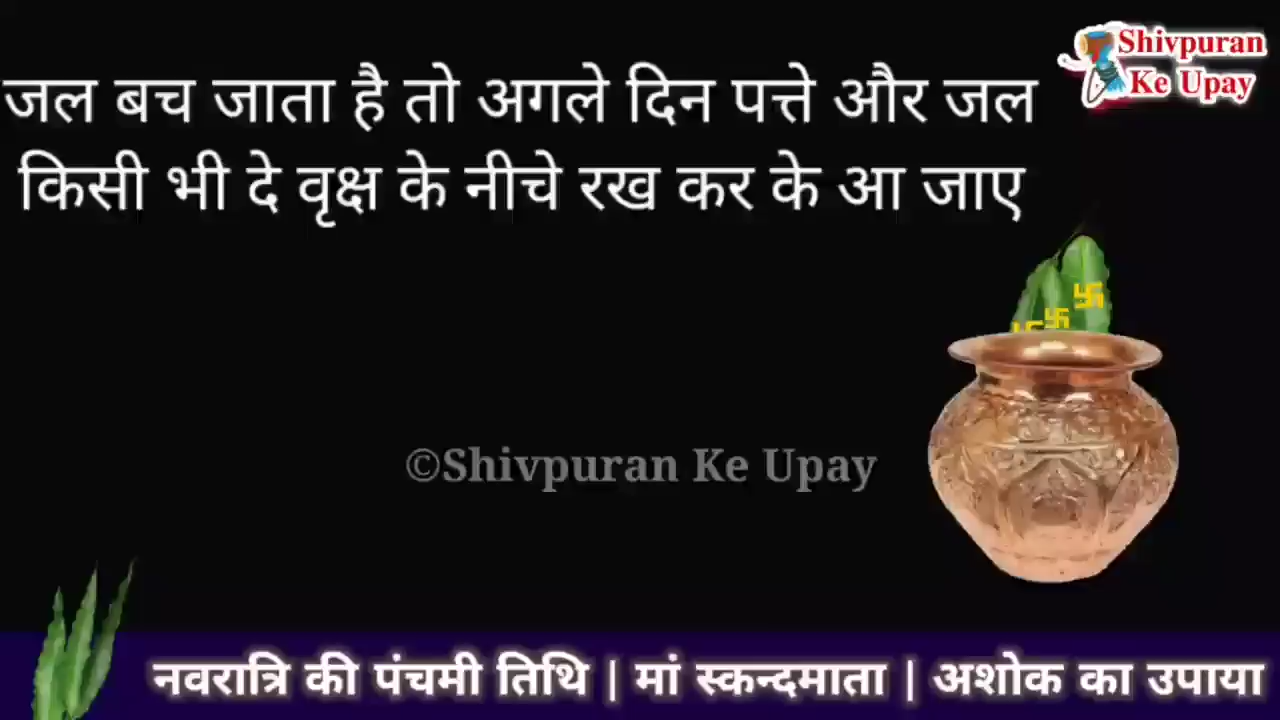 Shivpuran
Ke Upay
जल बच जाता है तो अगले दिन पत्ते और जल
किसी भी दे वृक्ष के नीचे रख कर के आ जाए
©Shivpuran Ke Upay
नवरात्रि की पंचमी तिथि | मां स्कन्दमाता | अशोक का उपाया